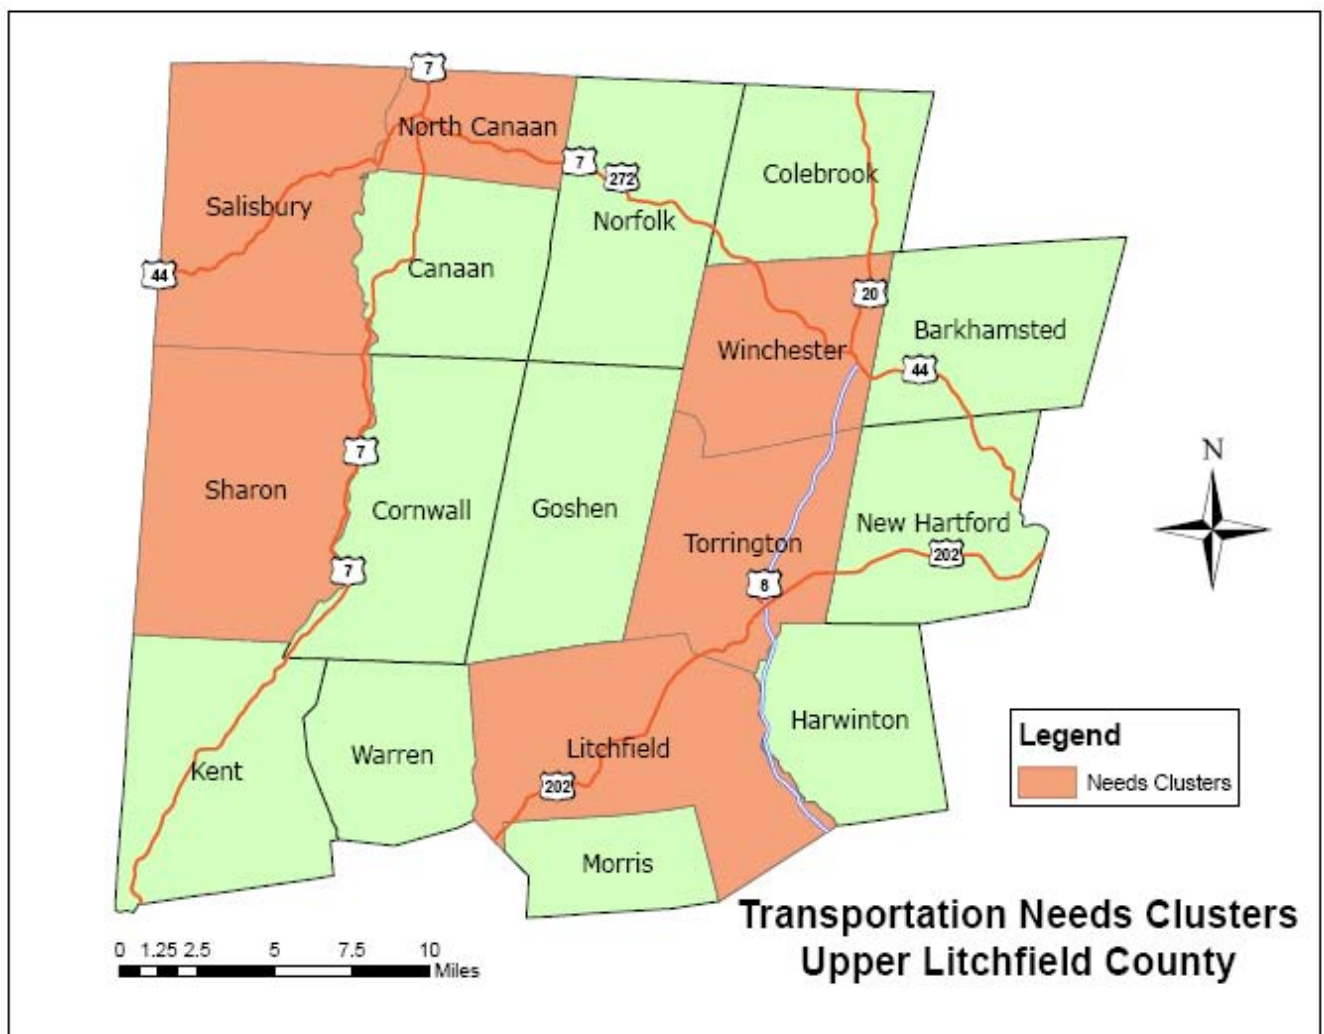 7
North Canaan
Colebrook
7
272
Salisbury
Norfolk
44
Canaan
20
Barkhamsted
Winchester
44
7
N
Sharon
Cornwall
Goshen
New Hartford
Torrington
202
7
8
Harwinton
Legend
Litchfield
Warren
Kent
Needs Clusters
202
Morris
Transportation Needs Clusters
Upper Litchfield County
0 1.25 2.5 5 7.5 10
Miles